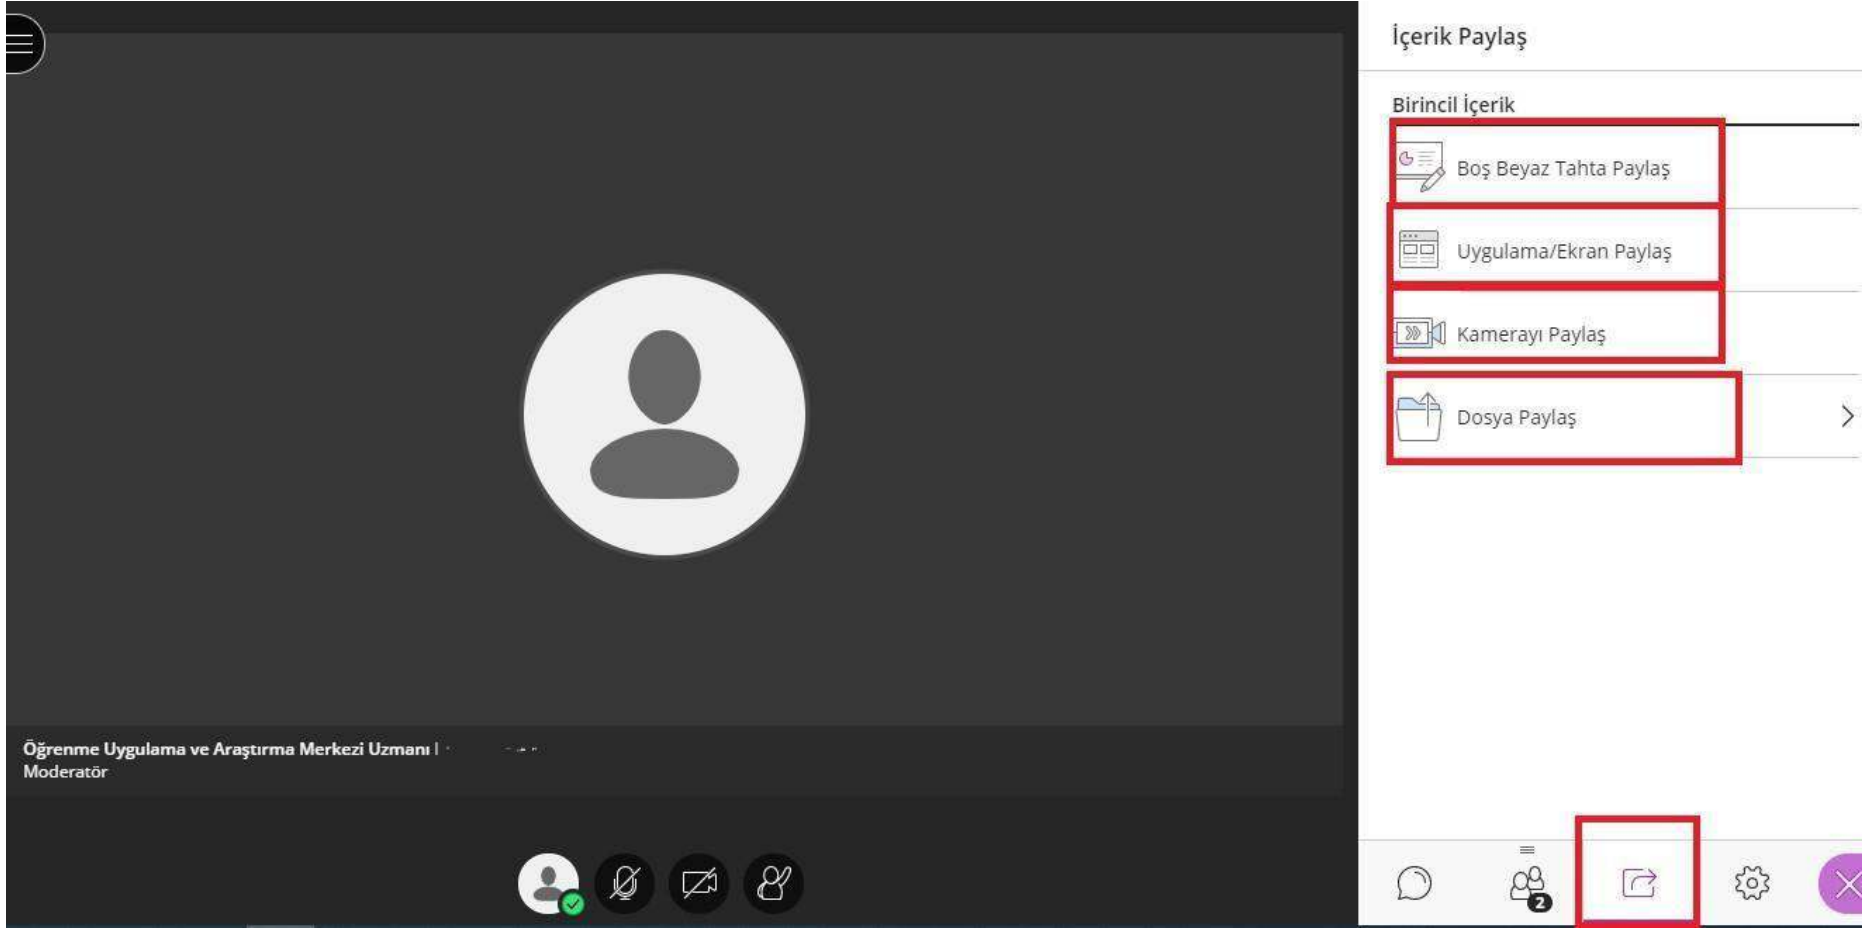 İçerik Paylaş
Birincil İçerik
Boş Beyaz Tahta Paylaş
Uygulama/Ekran Paylaş
Kamerayı Paylaş
Dosya Paylaş
Öğrenme Uygulama ve Araştırma Merkezi Uzmanı
Moderatör
2